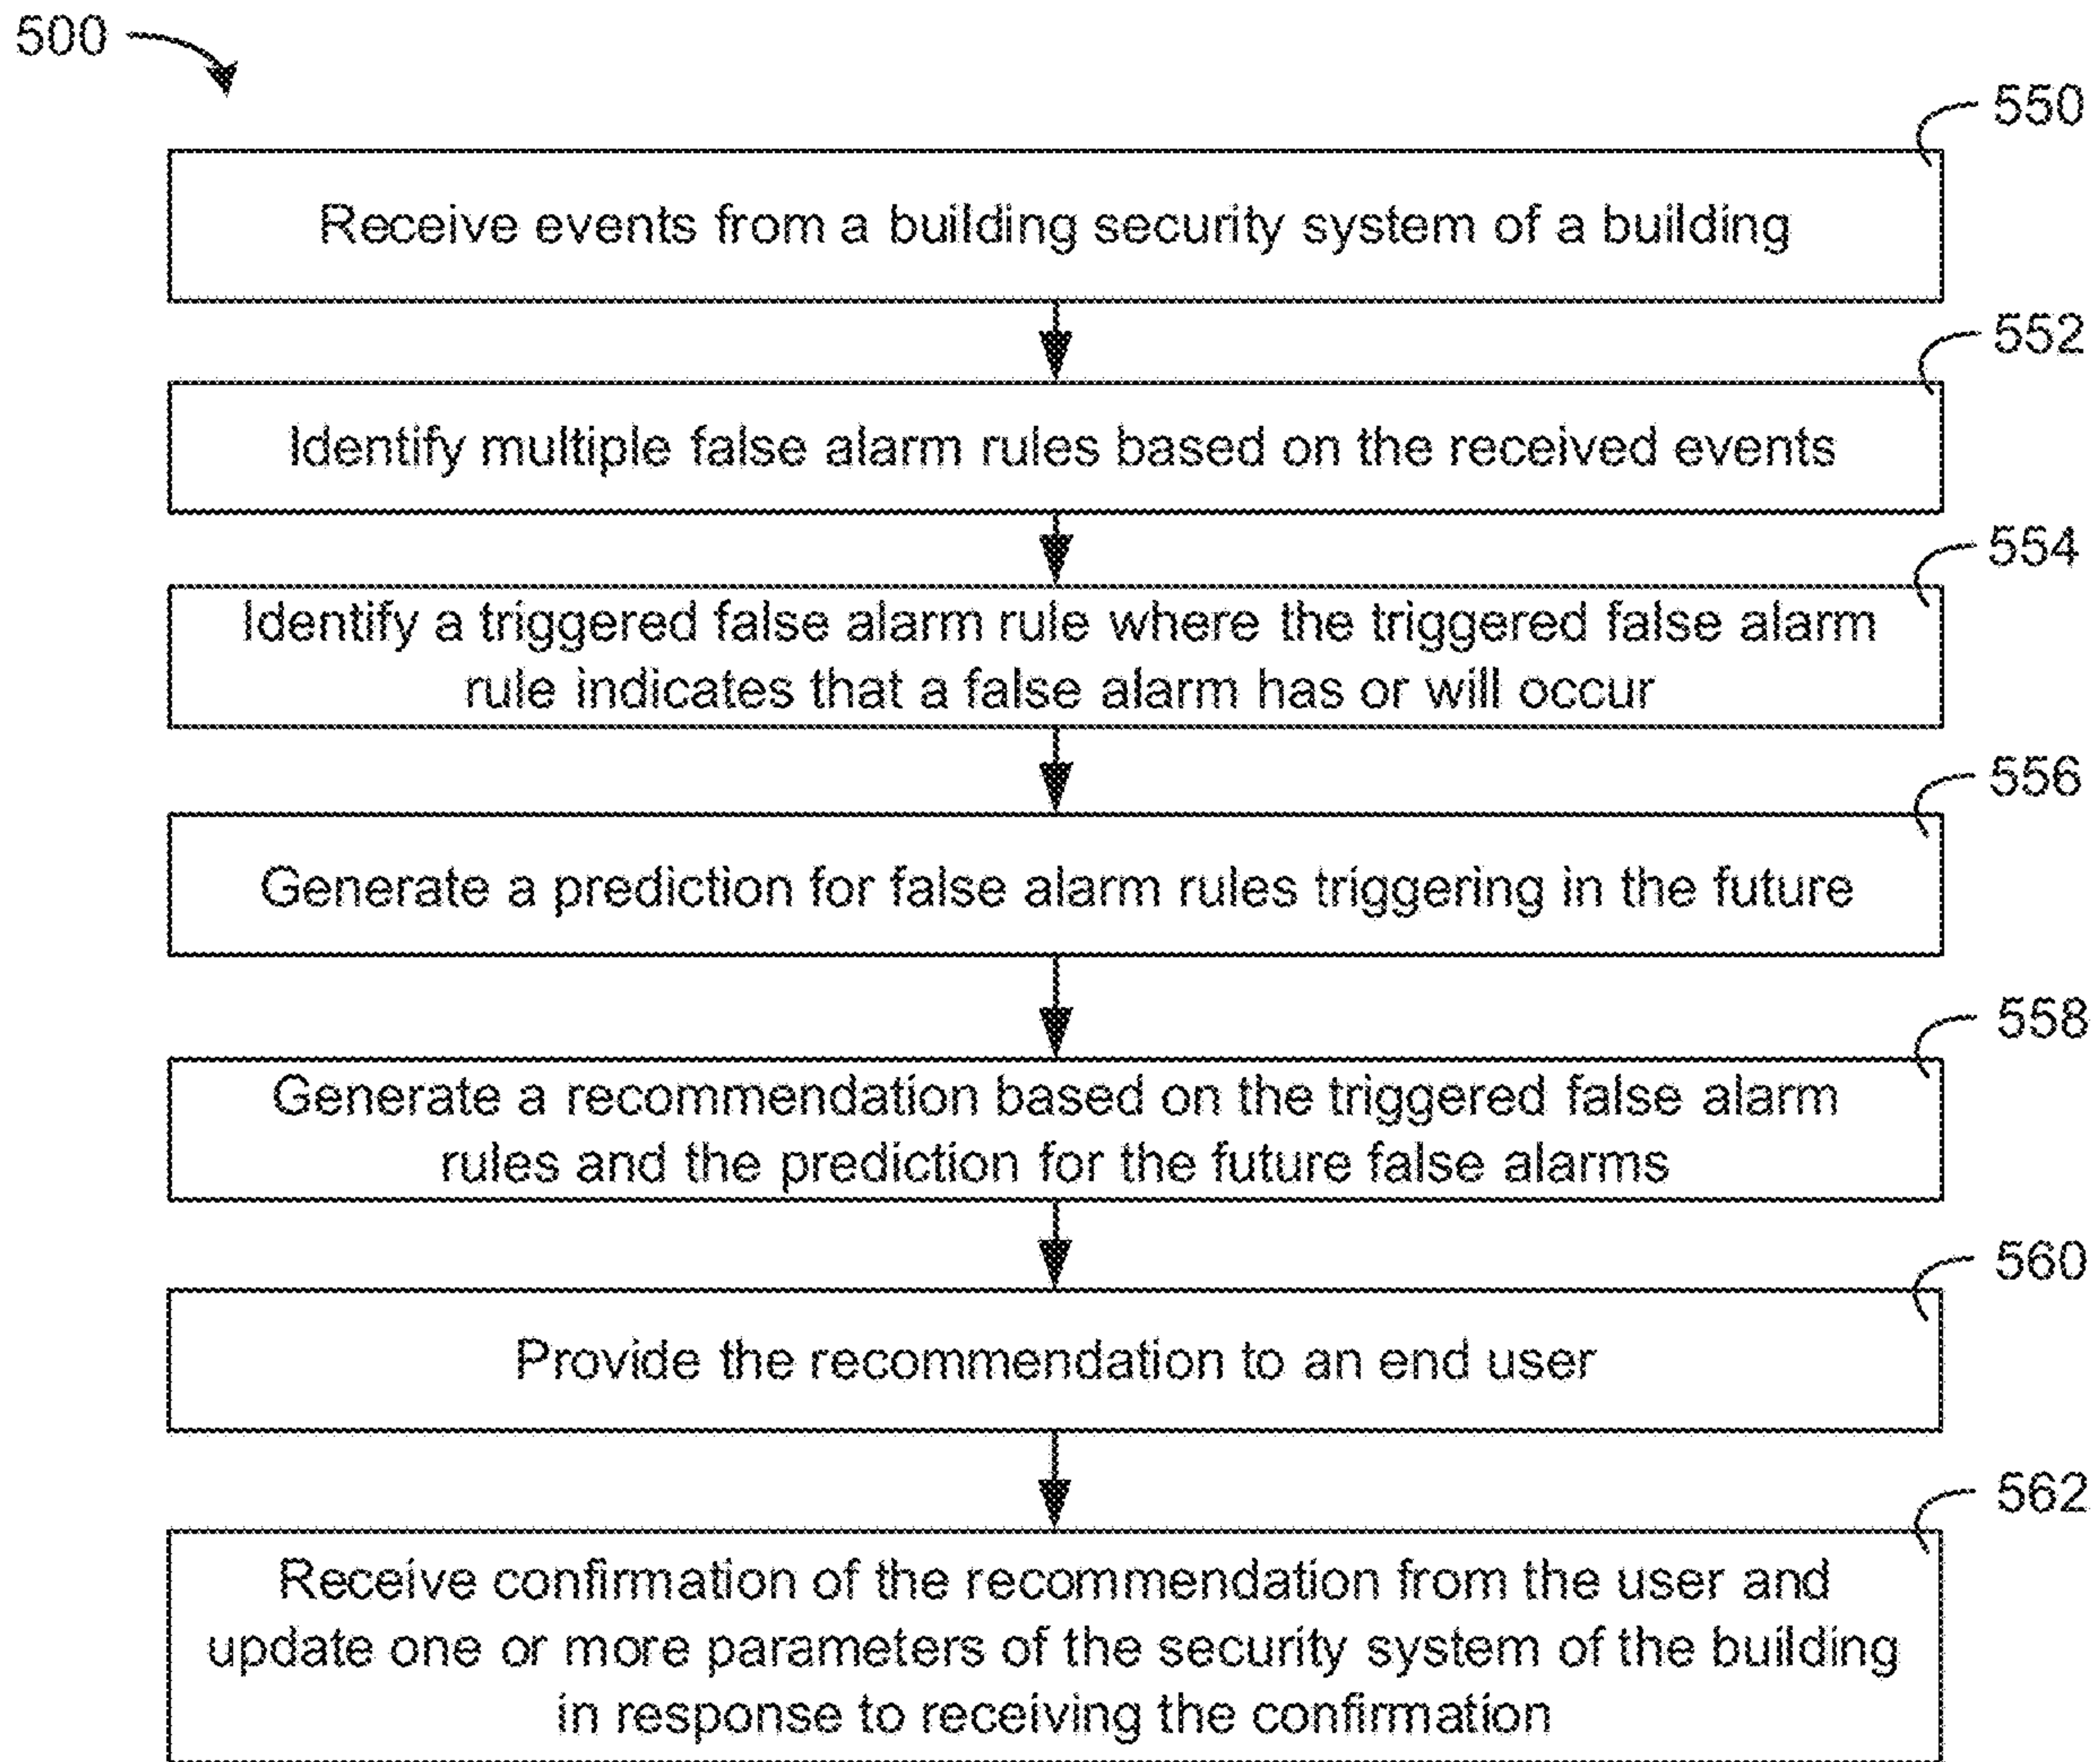 500
550
Receive events from a building security system of a building
552
Identify multiple false alarm rules based on the received events
554
Identify a triggered false alarm rule where the triggered false alarm
rule indicates that a false alarm has or will occur
556
Generate a prediction for false alarm rules triggering in the future
558
Generate a recommendation based on the triggered false alarm
rules and the prediction for the future false alarms
560
Provide the recommendation to an end user
562
Receive confirmation of the recommendation from the user and
update one or more parameters of the security system of the building
in response to receiving the confirmation